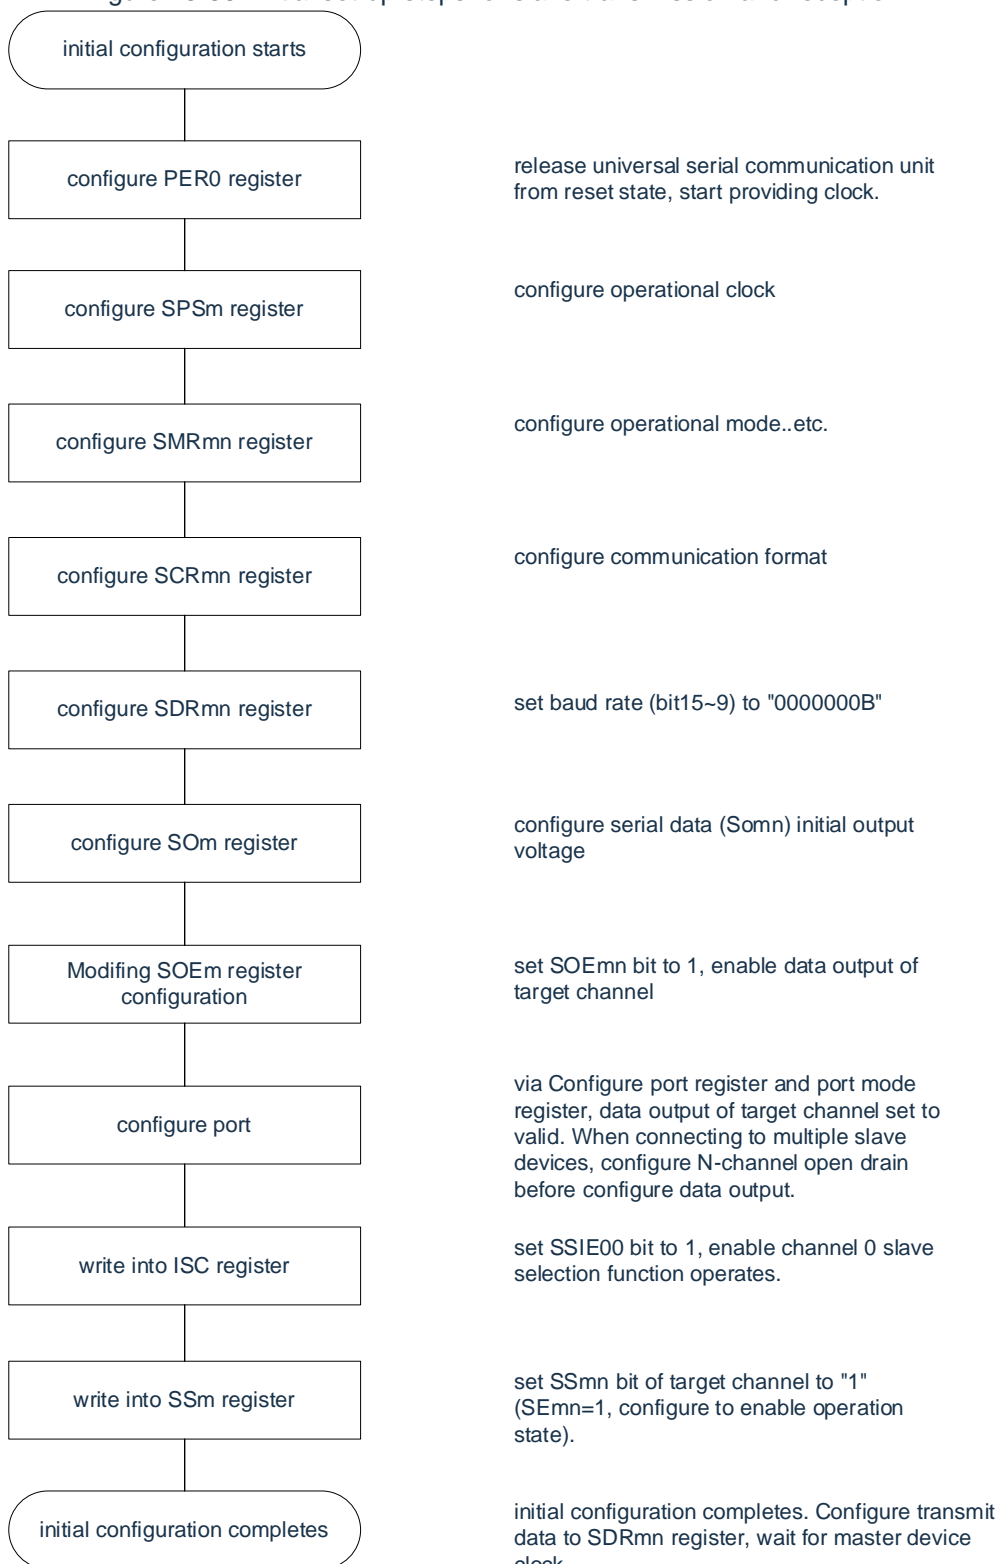 initial configuration starts
configure PER0 register
release universal serial communication unit
from reset state, start providing clock.
configure SPSm register
configure operational clock
configure SMRmn register
configure operational mode..etc.
configure SCRmn register
configure communication format
configure SDRmn register
set baud rate (bit15~9) to "0000000B"
configure SOm register
configure serial data (Somn) initial output
voltage
Modifing SOEm register
configuration
set SOEmn bit to 1, enable data output of
target channel
configure port
via Configure port register and port mode
register, data output of target channel set to
valid. When connecting to multiple slave
devices, configure N-channel open drain
before configure data output.
write into ISC register
set SSIE00 bit to 1, enable channel 0 slave
selection function operates.
write into SSm register
set SSmn bit of target channel to "1"
(SEmn=1, configure to enable operation
state).
initial configuration completes
initial configuration completes. Configure transmit
data to SDRmn register, wait for master device